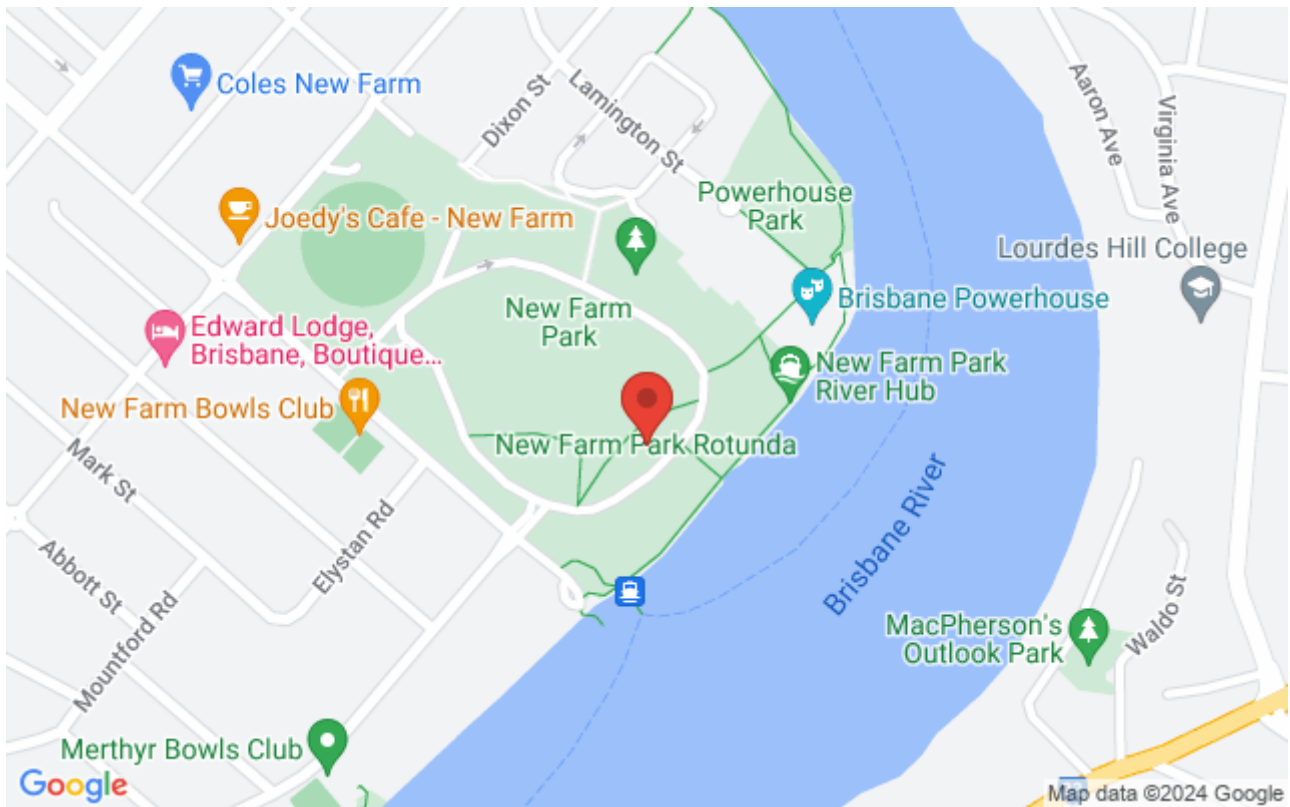 Coles New Farm
Dixon St
Lamington St
Aaron Ave
Virginia Ave
Powerhouse
Park
Joedy's Cafe - New Farm
Lourdes Hill College
Brisbane Powerhouse
New Farm
Park
Edward Lodge,
Brisbane, Boutique...
New Farm Park
River Hub
New Farm Bowls Club
New Farm Park Rotunda
Mark St
Elystan Rd
Brisbane River
Abbott St
Mountford Rd
MacPherson's
Outlook Park
Waldo St
Merthyr Bowls Club
Google
Map data ©2024 Google